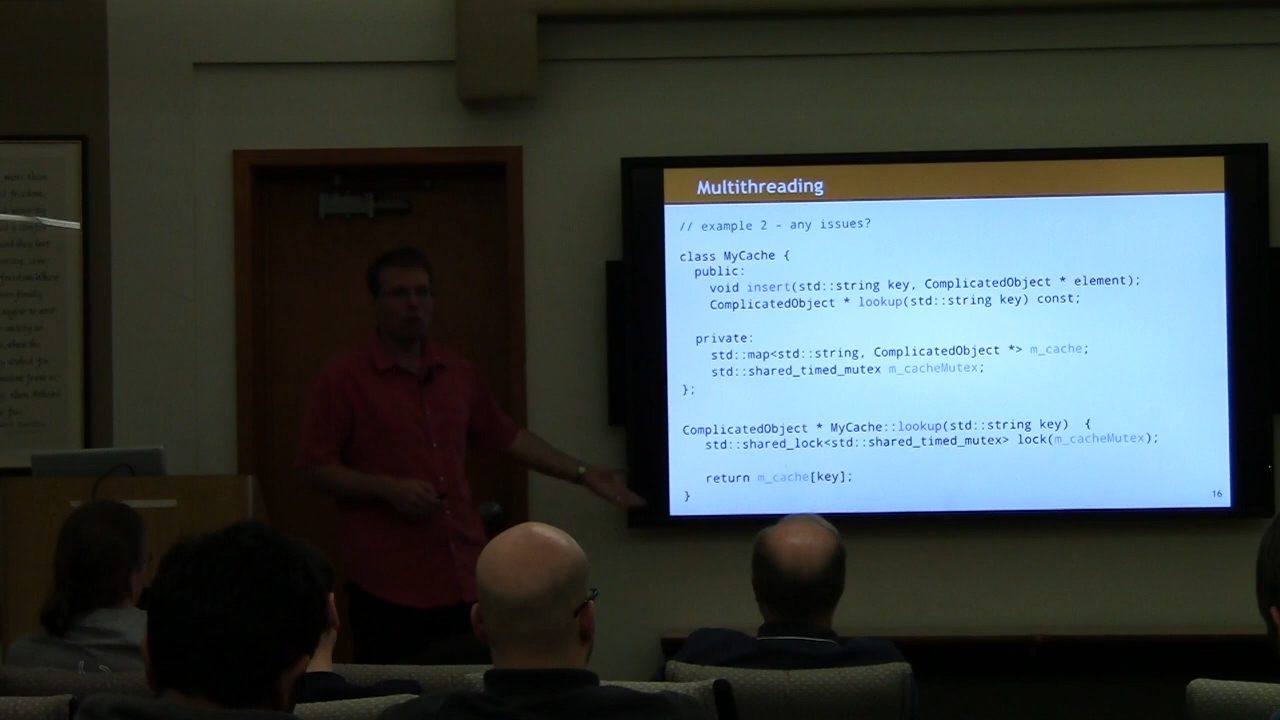 Multithreading
// example 2 - any issues?
class MyCache {
public:
void insert(std::string key, ComplicatedObject * element);
ComplicatedObject * lookup(std::string key) const;
private:
std::map<std::string, ComplicatedObject *> m_cache;
std::shared_timed_mutex m_cacheMutex;
};
ComplicatedObject * MyCache::lookup(std::string key) {
std::shared_lock<std::shared_timed_mutex> lock(m_cacheMutex);
return m_cache[key];
}
16